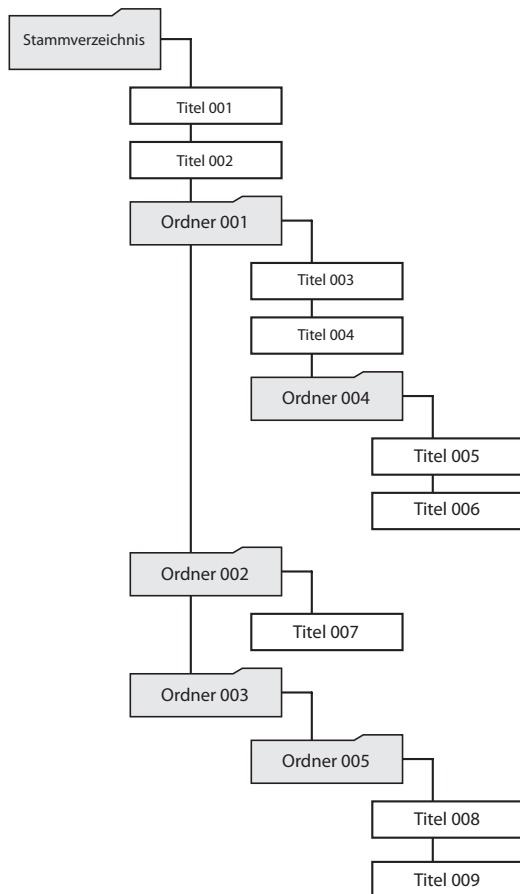 Stammverzeichnis
Titel 001
Titel 002
Ordner 001
Titel 003
Titel 004
Ordner 004
Titel 005
Titel 006
Ordner 002
Titel 007
Ordner 003
Ordner 005
Titel 008
Titel 009